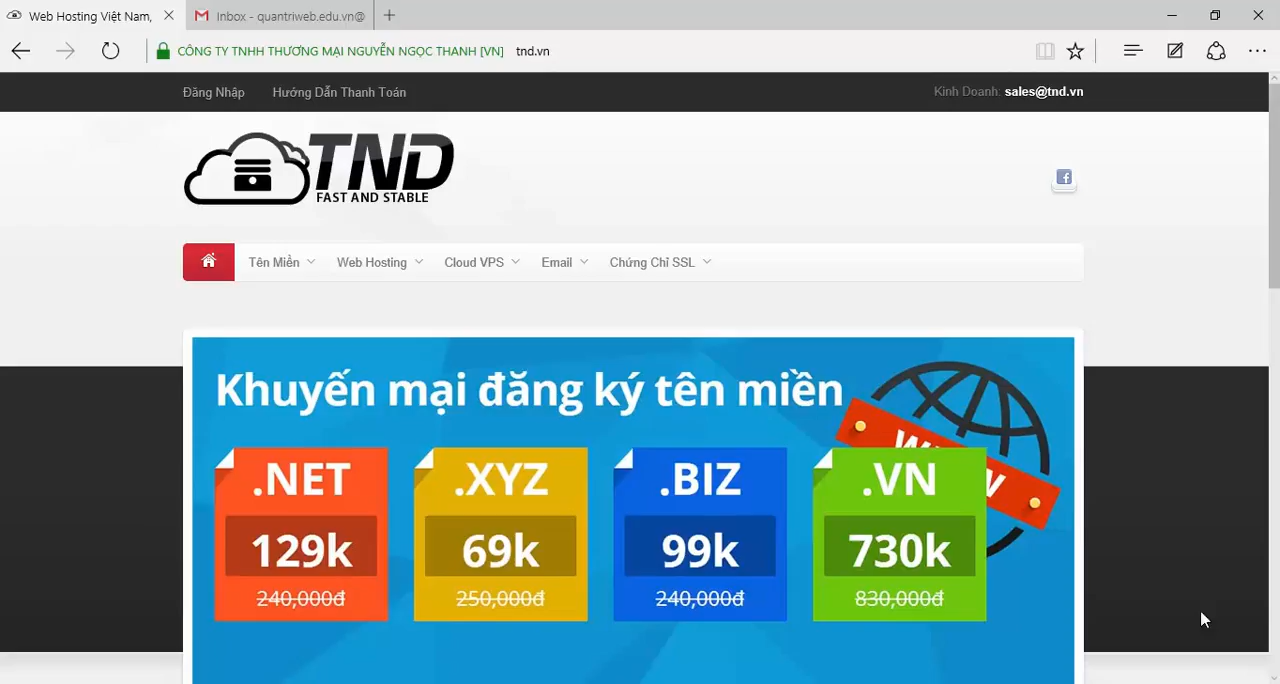 Web Hosting Việt Nam,
Inbox - quantriweb.edu.vn@
CÔNG TY TNHH THƯƠNG MẠI NGUYỄN NGỌC THANH [VN] tnd.vn
Đăng Nhập Hướng Dẫn Thanh Toán
Kinh Doanh: sales@tnd.vn
TND
FAST AND STABLE
Tên Miền Web Hosting Cloud VPS Email Chứng Chỉ SSL
Khuyến mại đăng ký tên miền
.NET .XYZ .BIZ .VN
129k 69k 99k 730k
240,000đ 250,000đ 240,000đ 830,000đ